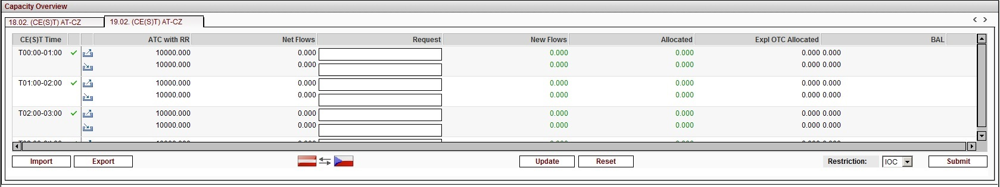 Capacity Overview
18.02. (CE(S)T) AT-CZ 19.02. (CE(S)T) AT-CZ
CE(S)T Time ATC with RR Net Flows Request New Flows Allocated Expl OTC Allocated BAL
T00:00-01:00 10000.000 0.000 0.000 0.000 0.000 0.000
10000.000 0.000 0.000 0.000 0.000 0.000
T01:00-02:00 10000.000 0.000 0.000 0.000 0.000 0.000
10000.000 0.000 0.000 0.000 0.000 0.000
T02:00-03:00 10000.000 0.000 0.000 0.000 0.000 0.000
10000.000 0.000 0.000 0.000 0.000 0.000
Import Export Update Reset Restriction: IOC Submit